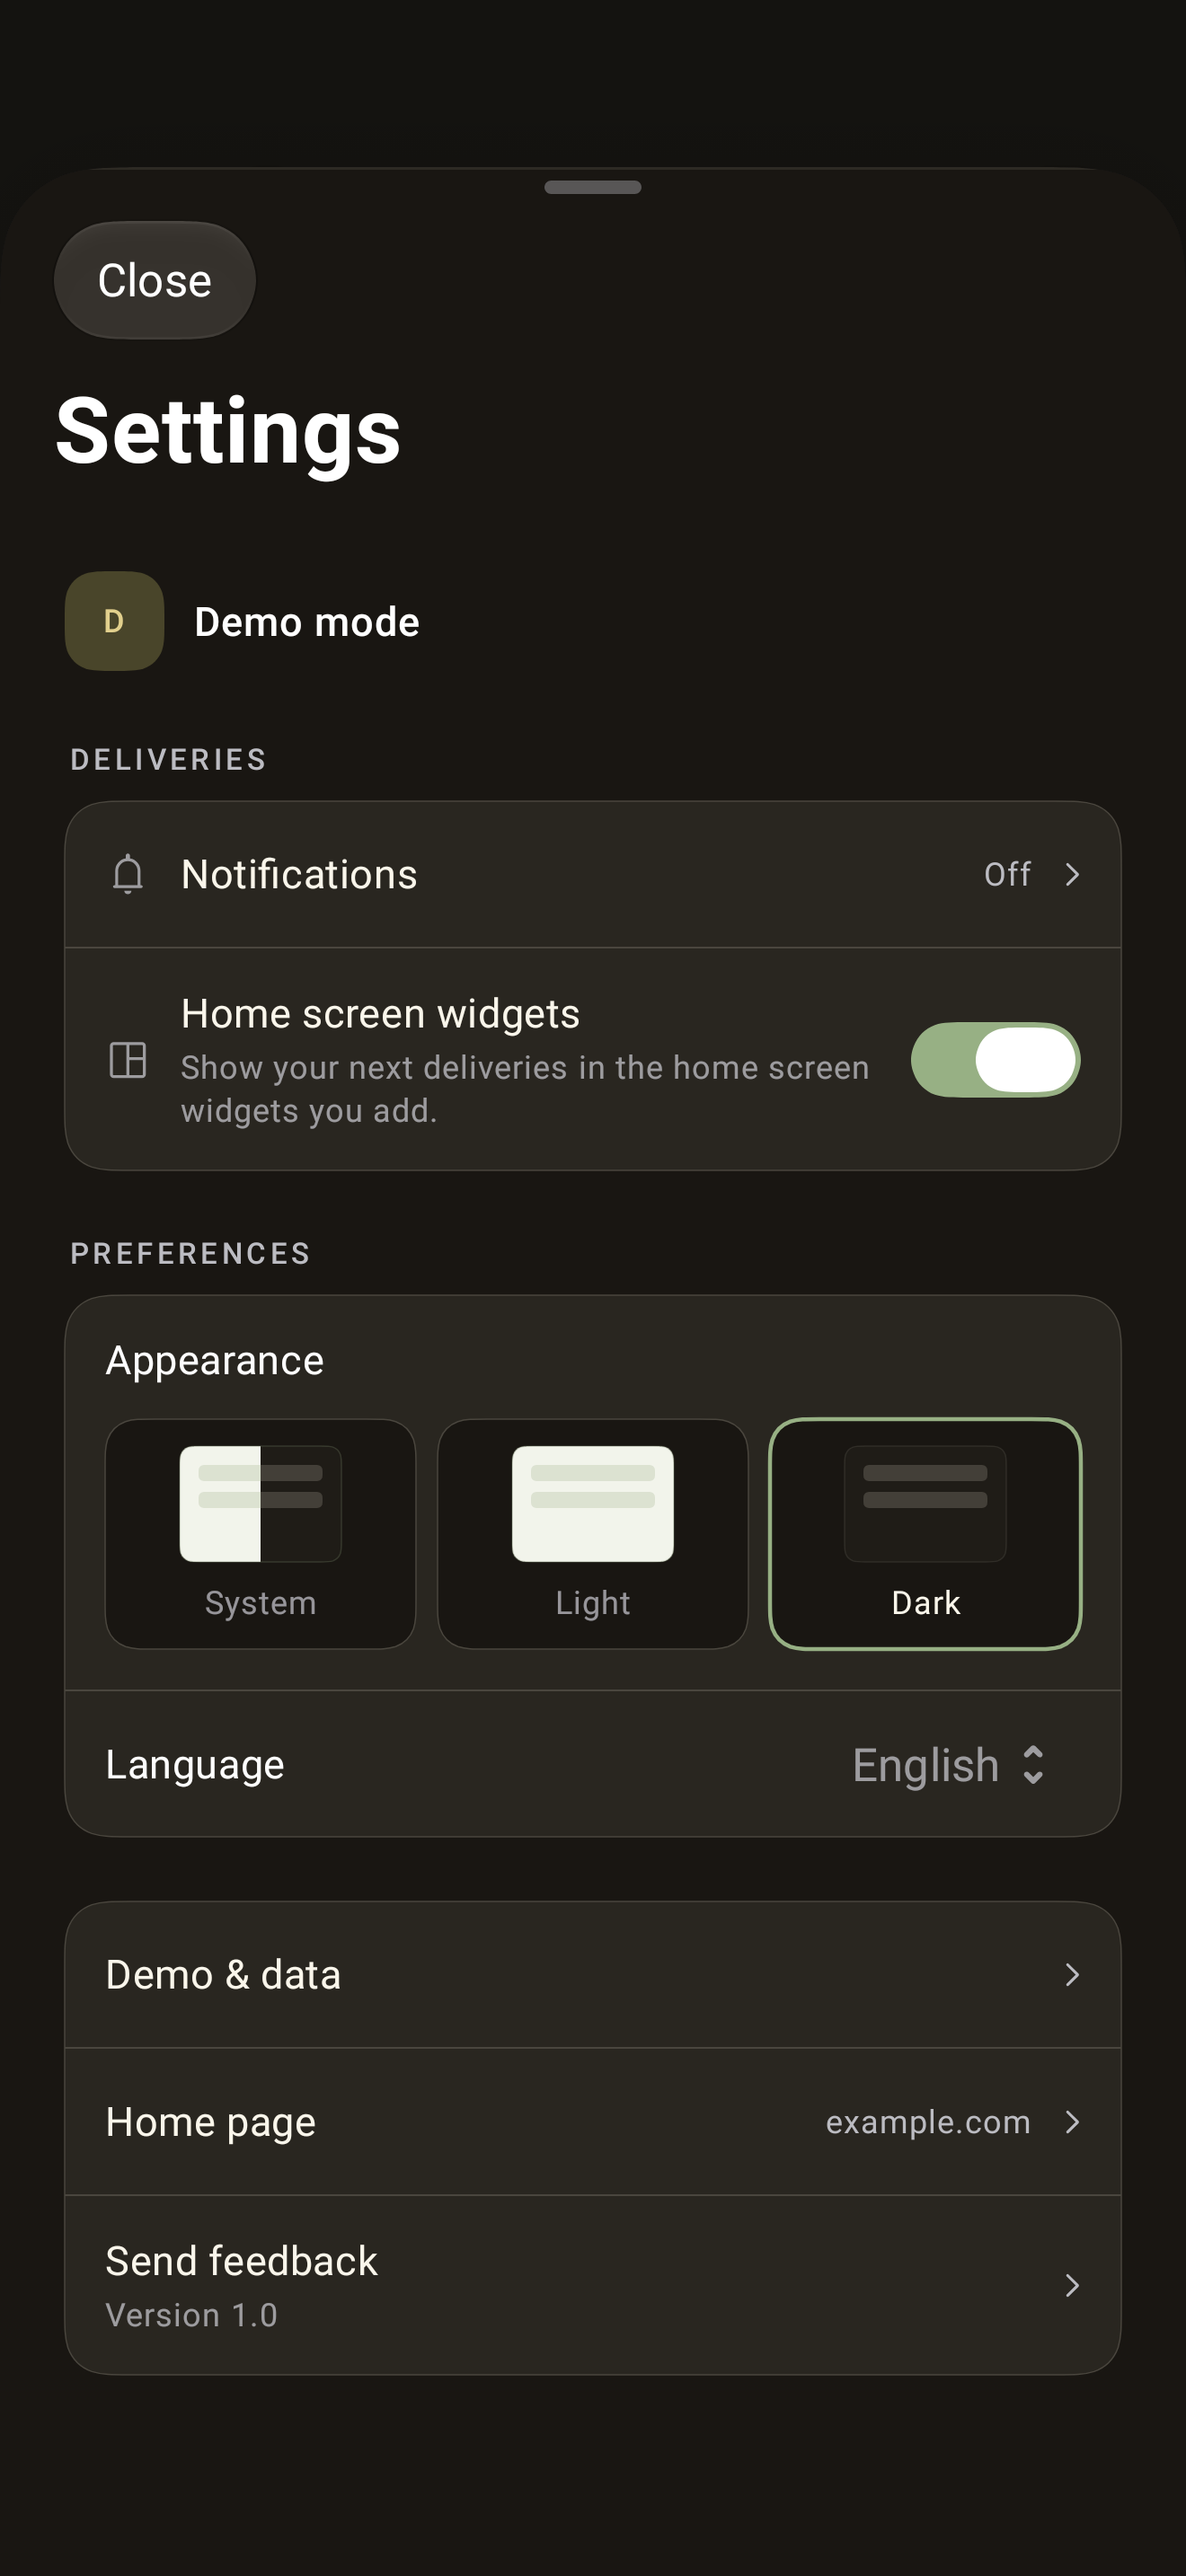 Close
Settings
D
Demo mode
DELIVERIES
Notifications
Off
Home screen widgets
Show your next deliveries in the home screen
widgets you add.
PREFERENCES
Appearance
System
Light
Dark
Language
English
Demo & data
Home page
example.com
Send feedback
Version 1.0